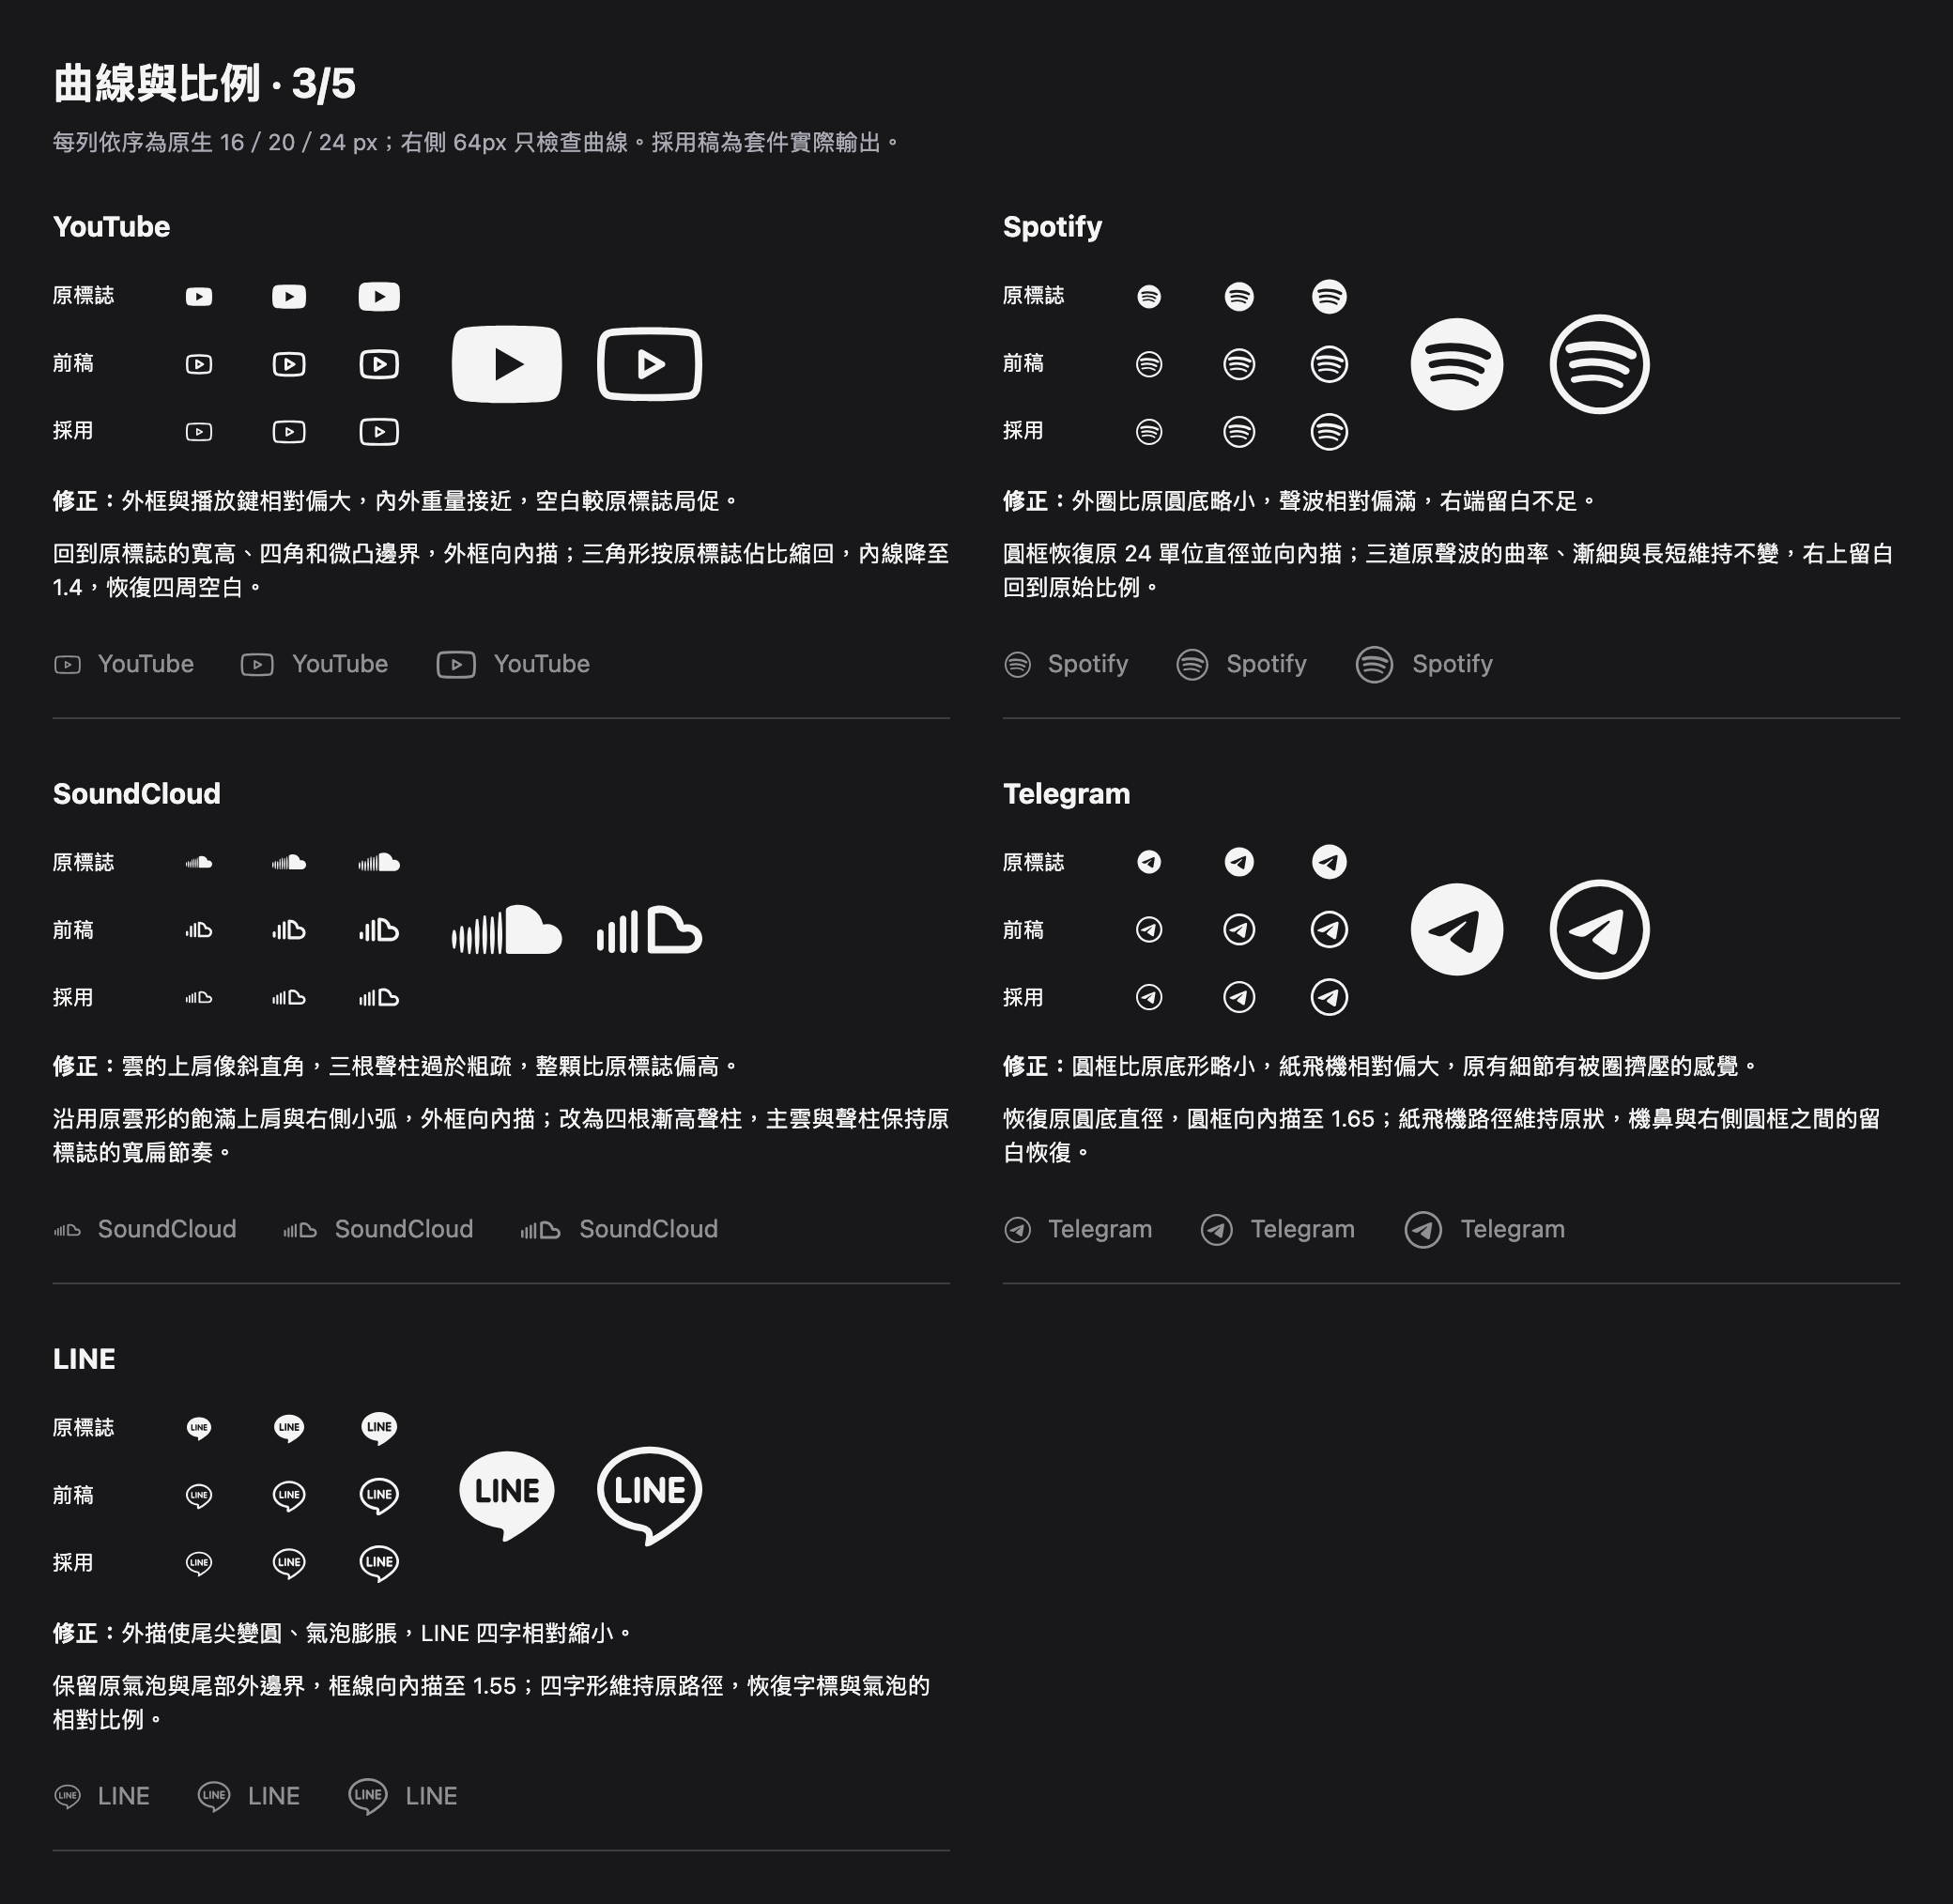 曲線與比例 · 3/5
每列依序為原生 16 / 20 / 24 px；右側 64px 只檢查曲線。採用稿為套件實際輸出。
YouTube
原標誌
前稿
採用
修正：外框與播放鍵相對偏大，內外重量接近，空白較原標誌局促。
回到原標誌的寬高、四角和微凸邊界，外框向內描；三角形按原標誌佔比縮回，內線降至
1.4，恢復四周空白。
YouTube YouTube YouTube
Spotify
原標誌
前稿
採用
修正：外圈比原圓底略小，聲波相對偏滿，右端留白不足。
圓框恢復原 24 單位直徑並向內描；三道原聲波的曲率、漸細與長短維持不變，右上留白
回到原始比例。
Spotify Spotify Spotify
SoundCloud
原標誌
前稿
採用
修正：雲的上肩像斜直角，三根聲柱過於粗疏，整顆比原標誌偏高。
沿用原雲形的飽滿上肩與右側小弧，外框向內描；改為四根漸高聲柱，主雲與聲柱保持原
標誌的寬扁節奏。
SoundCloud SoundCloud SoundCloud
Telegram
原標誌
前稿
採用
修正：圓框比原底形略小，紙飛機相對偏大，原有細節有被圈擠壓的感覺。
恢復原圓底直徑，圓框向內描至 1.65；紙飛機路徑維持原狀，機鼻與右側圓框之間的留
白恢復。
Telegram Telegram Telegram
LINE
原標誌 LINE LINE LINE
前稿 LINE LINE LINE
採用 LINE LINE LINE
LINE LINE
修正：外描使尾尖變圓、氣泡膨脹，LINE 四字相對縮小。
保留原氣泡與尾部外邊界，框線向內描至 1.55；四字形維持原路徑，恢復字標與氣泡的
相對比例。
LINE LINE LINE LINE LINE LINE